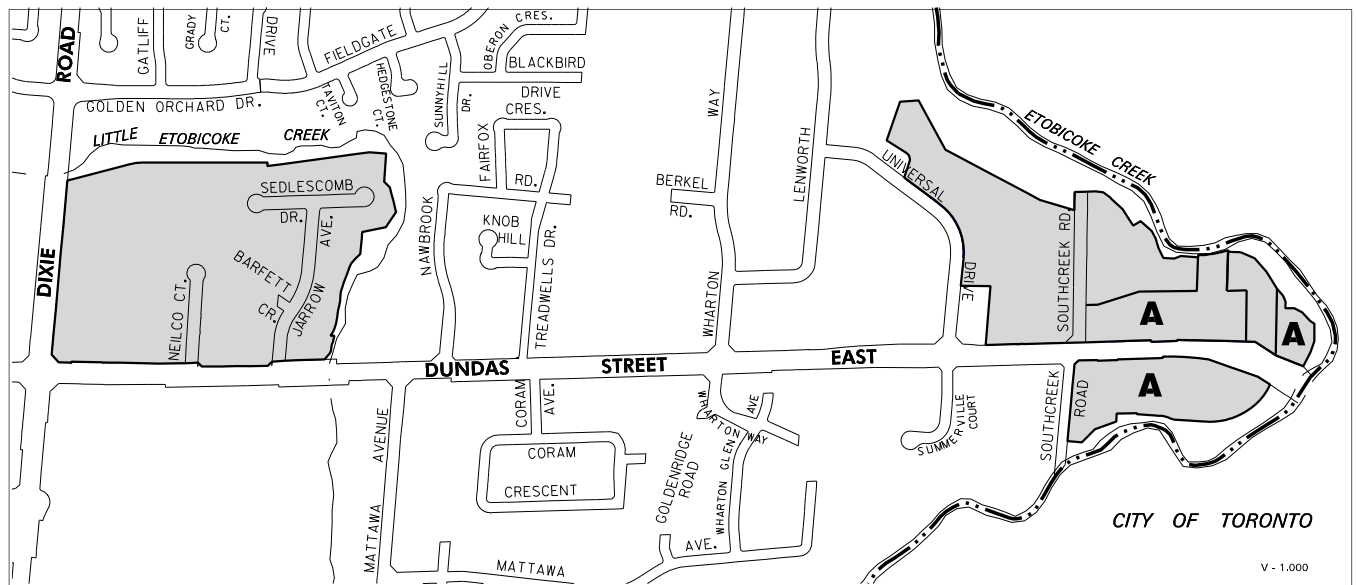 ROAD
GATLIFF
GRADY
CT.
DRIVE
FIELDGATE
OBERON CRES.
BLACKBIRD
DRIVE
GOLDEN ORCHARD DR.
TAVITON
CT.
HEDGESTONE
CT.
SUNNYHILL
DR.
CRES.
FAIRFOX
RD.
LITTLE ETOBICOKE CREEK
WAY
LENWORTH
ETOBICOKE CREEK
UNIVERSAL
DRIVE
SEDLESCOMB
DR.
AVE.
BERKEL
RD.
KNOB
HILL
NAWBROOK
TREADWELLS DR.
DIXIE
BARFETT
CR.
JARROW
NEILCO CT.
WHARTON
SOUTHCREEK RD.
A
A
DUNDAS STREET EAST
CORAM
AVE.
WHARTON WAY
AVE
SUMMERVILLE
COURT
SOUTHCREEK
ROAD
A
AVENUE
MATTAWA
CORAM
CRESCENT
GOLDENRIDGE
ROAD
WHARTON GLEN
AVE.
MATTAWA
CITY OF TORONTO
V - 1.000